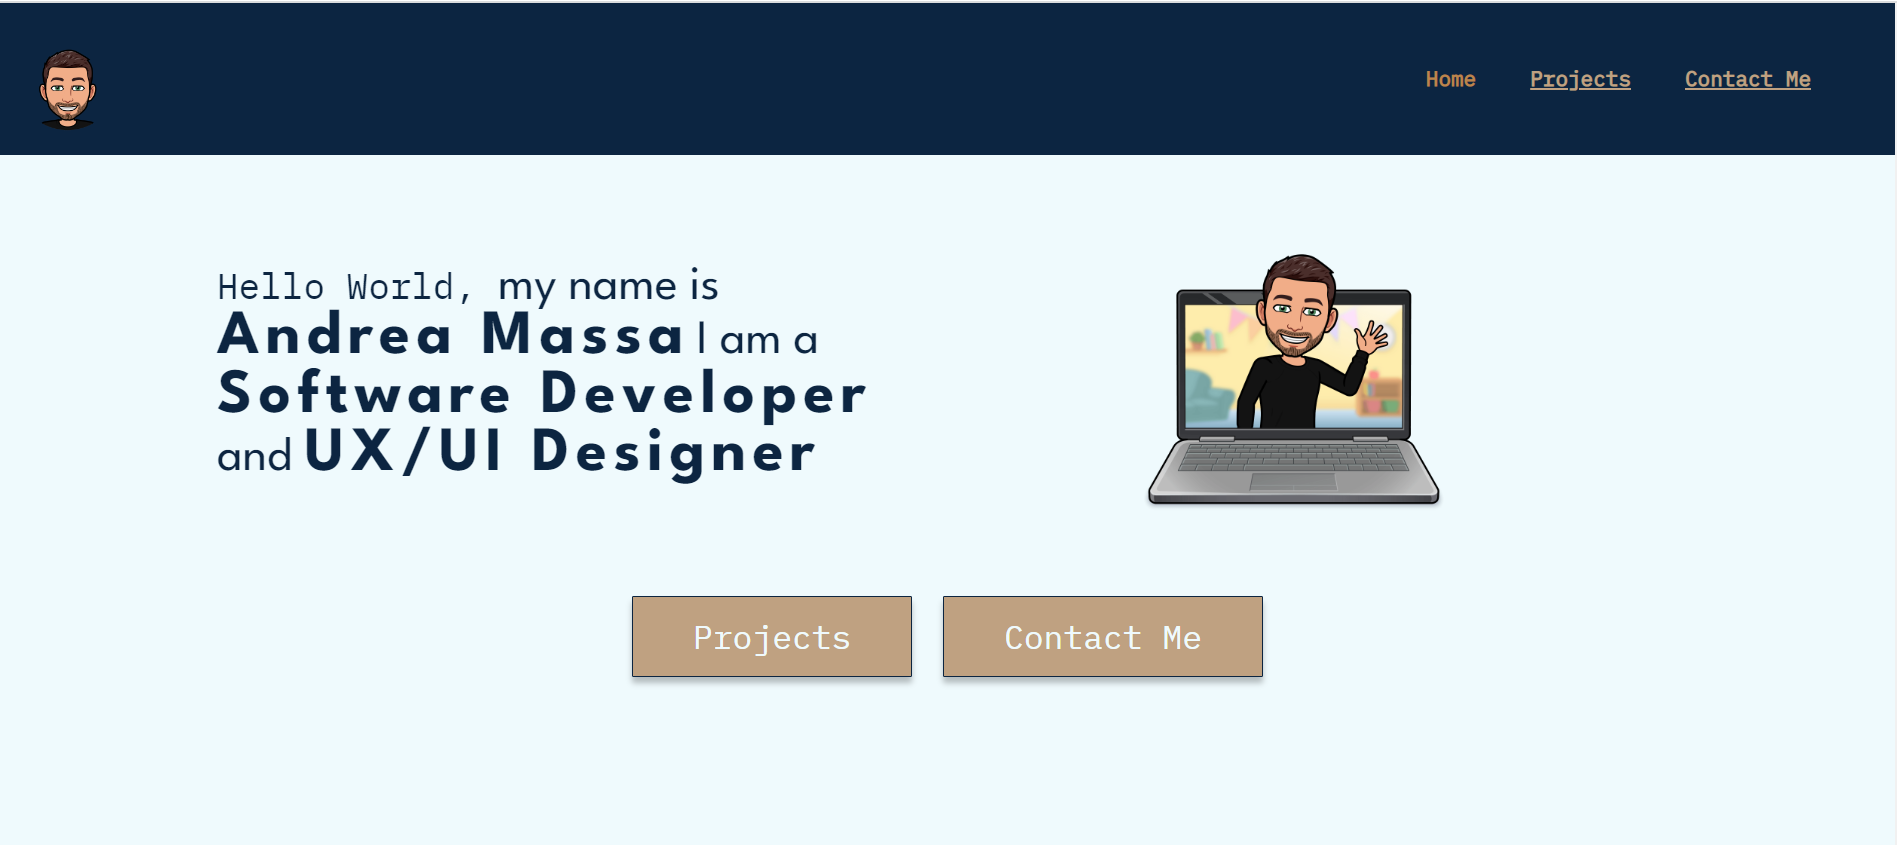 Home Projects Contact Me
Hello World, my name is
Andrea Massa I am a
Software Developer
and UX/UI Designer
Projects Contact Me